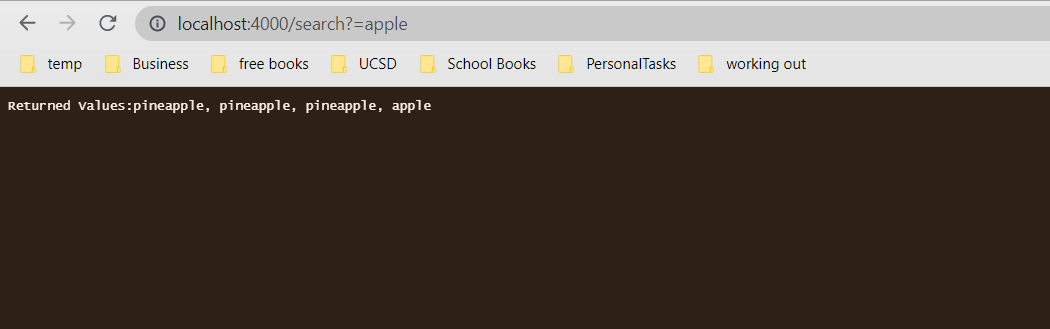 localhost:4000/search?=apple
temp Business free books UCSD School Books PersonalTasks working out
Returned Values:pineapple, pineapple, pineapple, apple